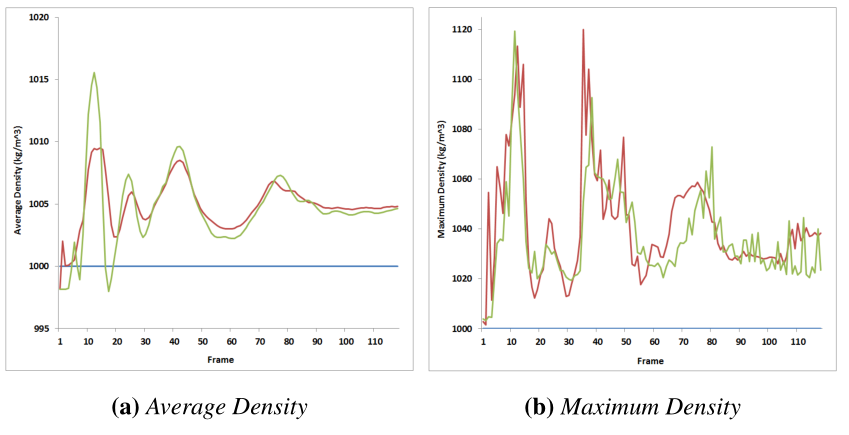 1020
1015
1010
1005
1000
995
Average Density (kg/m^3)
1 10 20 30 40 50 60 70 80 90 100 110
Frame
1120
1100
1080
1060
1040
1020
1000
Maximum Density (kg/m^3)
1 10 20 30 40 50 60 70 80 90 100 110
Frame
(a) Average Density
(b) Maximum Density